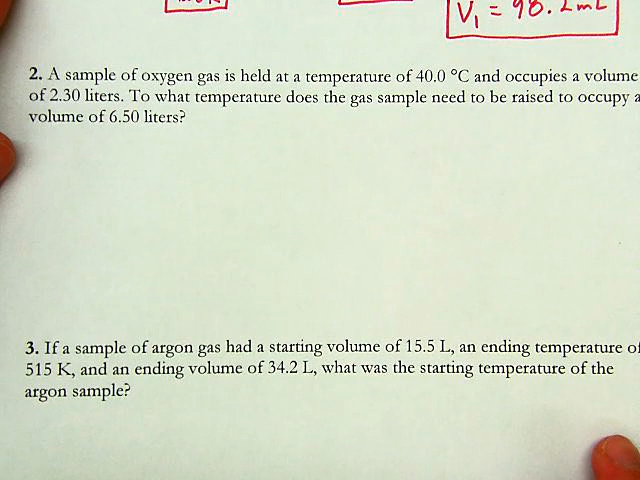 V₁ = 98.2mL
2. A sample of oxygen gas is held at a temperature of 40.0 °C and occupies a volume
of 2.30 liters. To what temperature does the gas sample need to be raised to occupy a
volume of 6.50 liters?
3. If a sample of argon gas had a starting volume of 15.5 L, an ending temperature of
515 K, and an ending volume of 34.2 L, what was the starting temperature of the
argon sample?